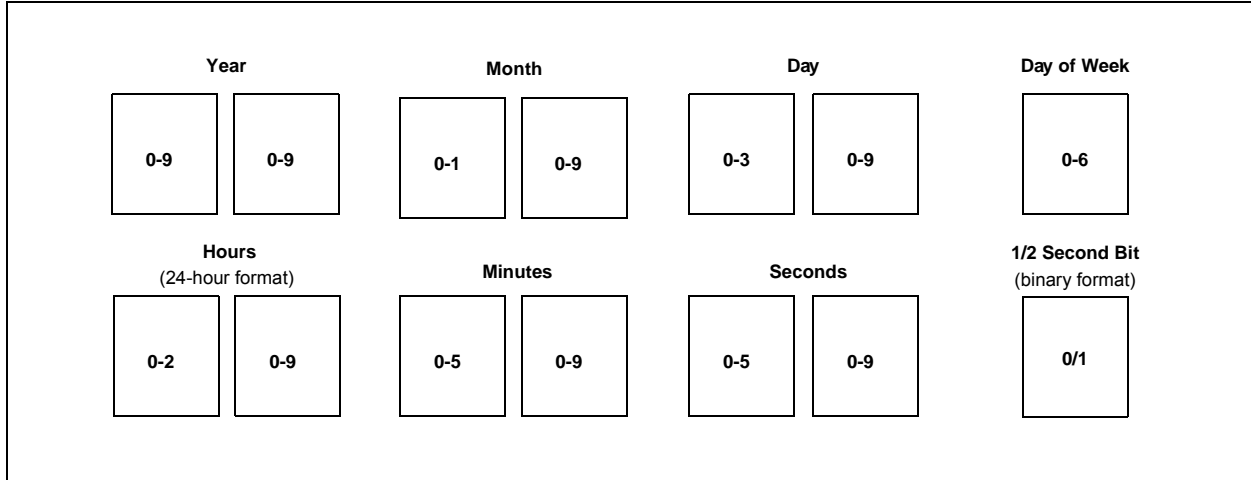 Year Month Day Day of Week
0-9 0-9 0-1 0-9 0-3 0-9 0-6
Hours
(24-hour format)
Minutes
Seconds
1/2 Second Bit
(binary format)
0-2 0-9 0-5 0-9 0-5 0-9 0/1